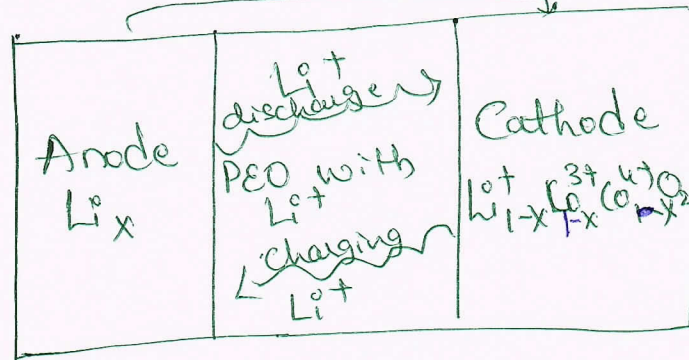 Anode
Li x
Li+
discharge
PEO with
Li+
Charging
Li+
Cathode
Li+ 1-x Co3+ 1-x Co4+ O2